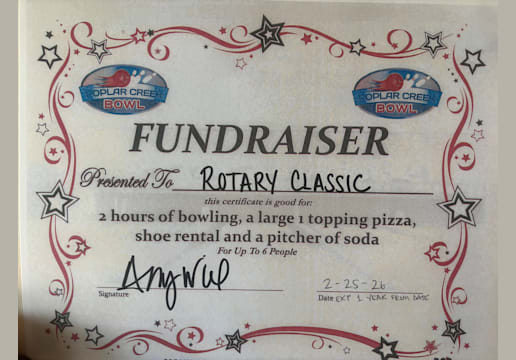 OPLAR CREE
BOWL
OPLAR CREE
BOWL
FUNDRAISER
Presented To ROTARY CLASSIC
this certificate is good for:
2 hours of bowling, a large 1 topping pizza,
shoe rental and a pitcher of soda
For Up To 6 People
2-25-26
Signature
Date EXP 1 YEAR FROM DATE